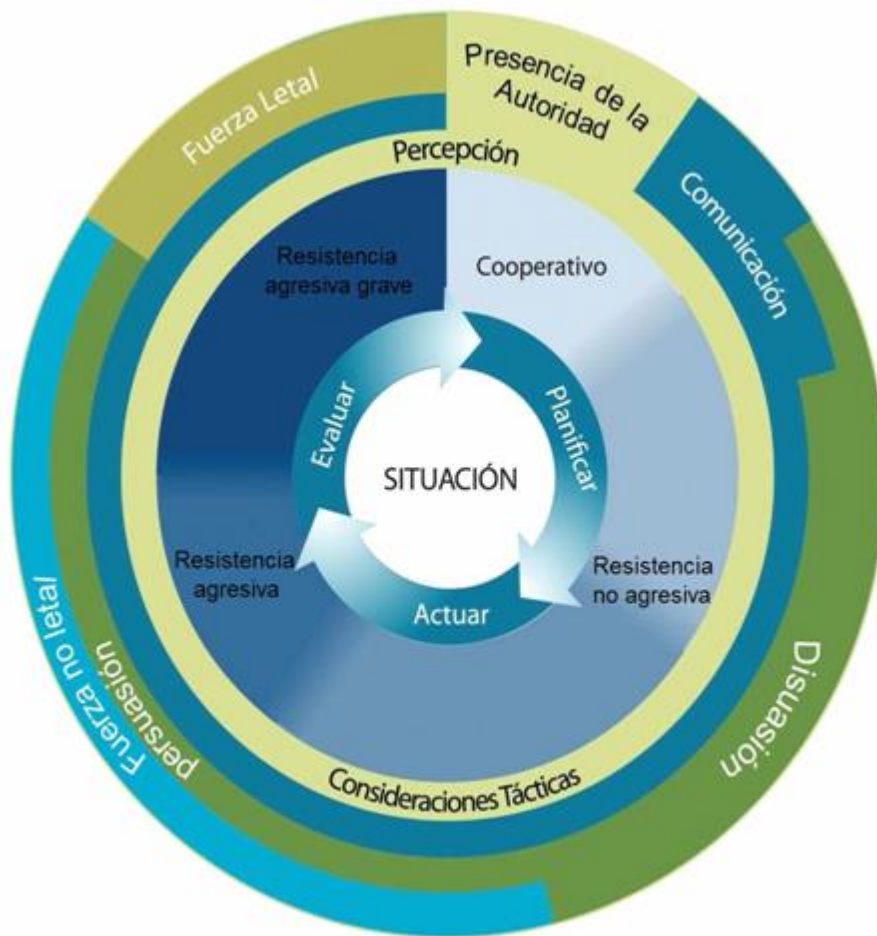 Fuerza Letal
Presencia de la
Autoridad
Percepción
Comunicación
Resistencia
agresiva grave
Cooperativo
Evaluar
Planificar
SITUACIÓN
Resistencia
agresiva
Resistencia
no agresiva
Actuar
Fuerza no letal
persuasión
Disuasión
Consideraciones Tácticas